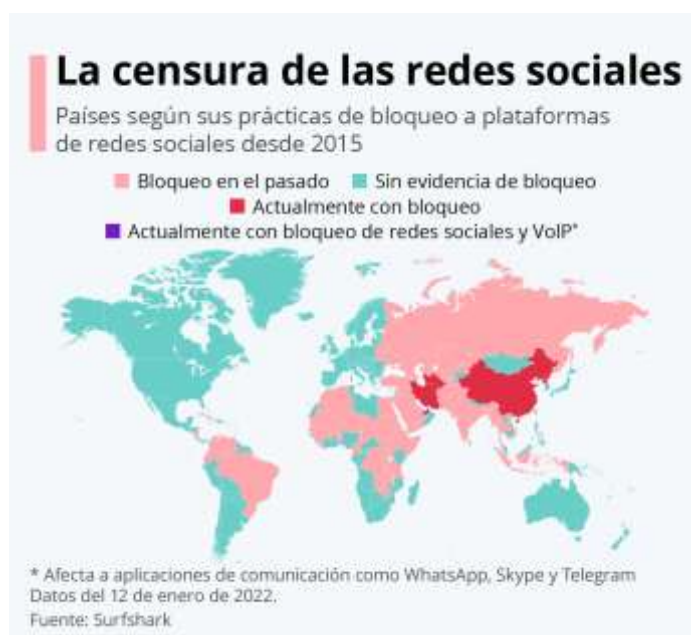 La censura de las redes sociales
Países según sus prácticas de bloqueo a plataformas
de redes sociales desde 2015
Bloqueo en el pasado Sin evidencia de bloqueo
Actualmente con bloqueo
Actualmente con bloqueo de redes sociales y VoIP*
* Afecta a aplicaciones de comunicación como WhatsApp, Skype y Telegram
Datos del 12 de enero de 2022.
Fuente: Surfshark